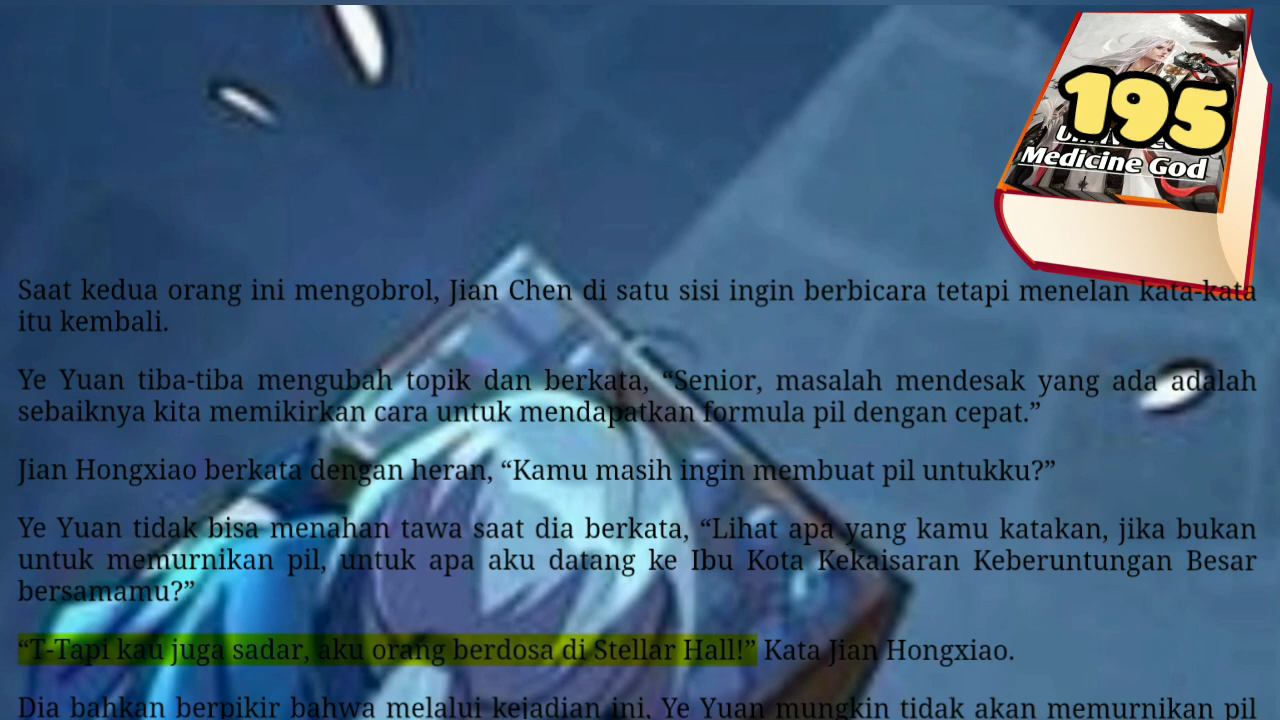 195
Medicine God
Saat kedua orang ini mengobrol, Jian Chen di satu sisi ingin berbicara tetapi menelan kata-kata
itu kembali.
Ye Yuan tiba-tiba mengubah topik dan berkata, “Senior, masalah mendesak yang ada adalah
sebaiknya kita memikirkan cara untuk mendapatkan formula pil dengan cepat.”
Jian Hongxiao berkata dengan heran, “Kamu masih ingin membuat pil untukku?”
Ye Yuan tidak bisa menahan tawa saat dia berkata, “Lihat apa yang kamu katakan, jika bukan
untuk memurnikan pil, untuk apa aku datang ke Ibu Kota Kekaisaran Keberuntungan Besar
bersamamu?”
“T-Tapi kau juga sadar, aku orang berdosa di Stellar Hall!” Kata Jian Hongxiao.
Dia bahkan berpikir bahwa melalui kejadian ini, Ye Yuan mungkin tidak akan memurnikan pil